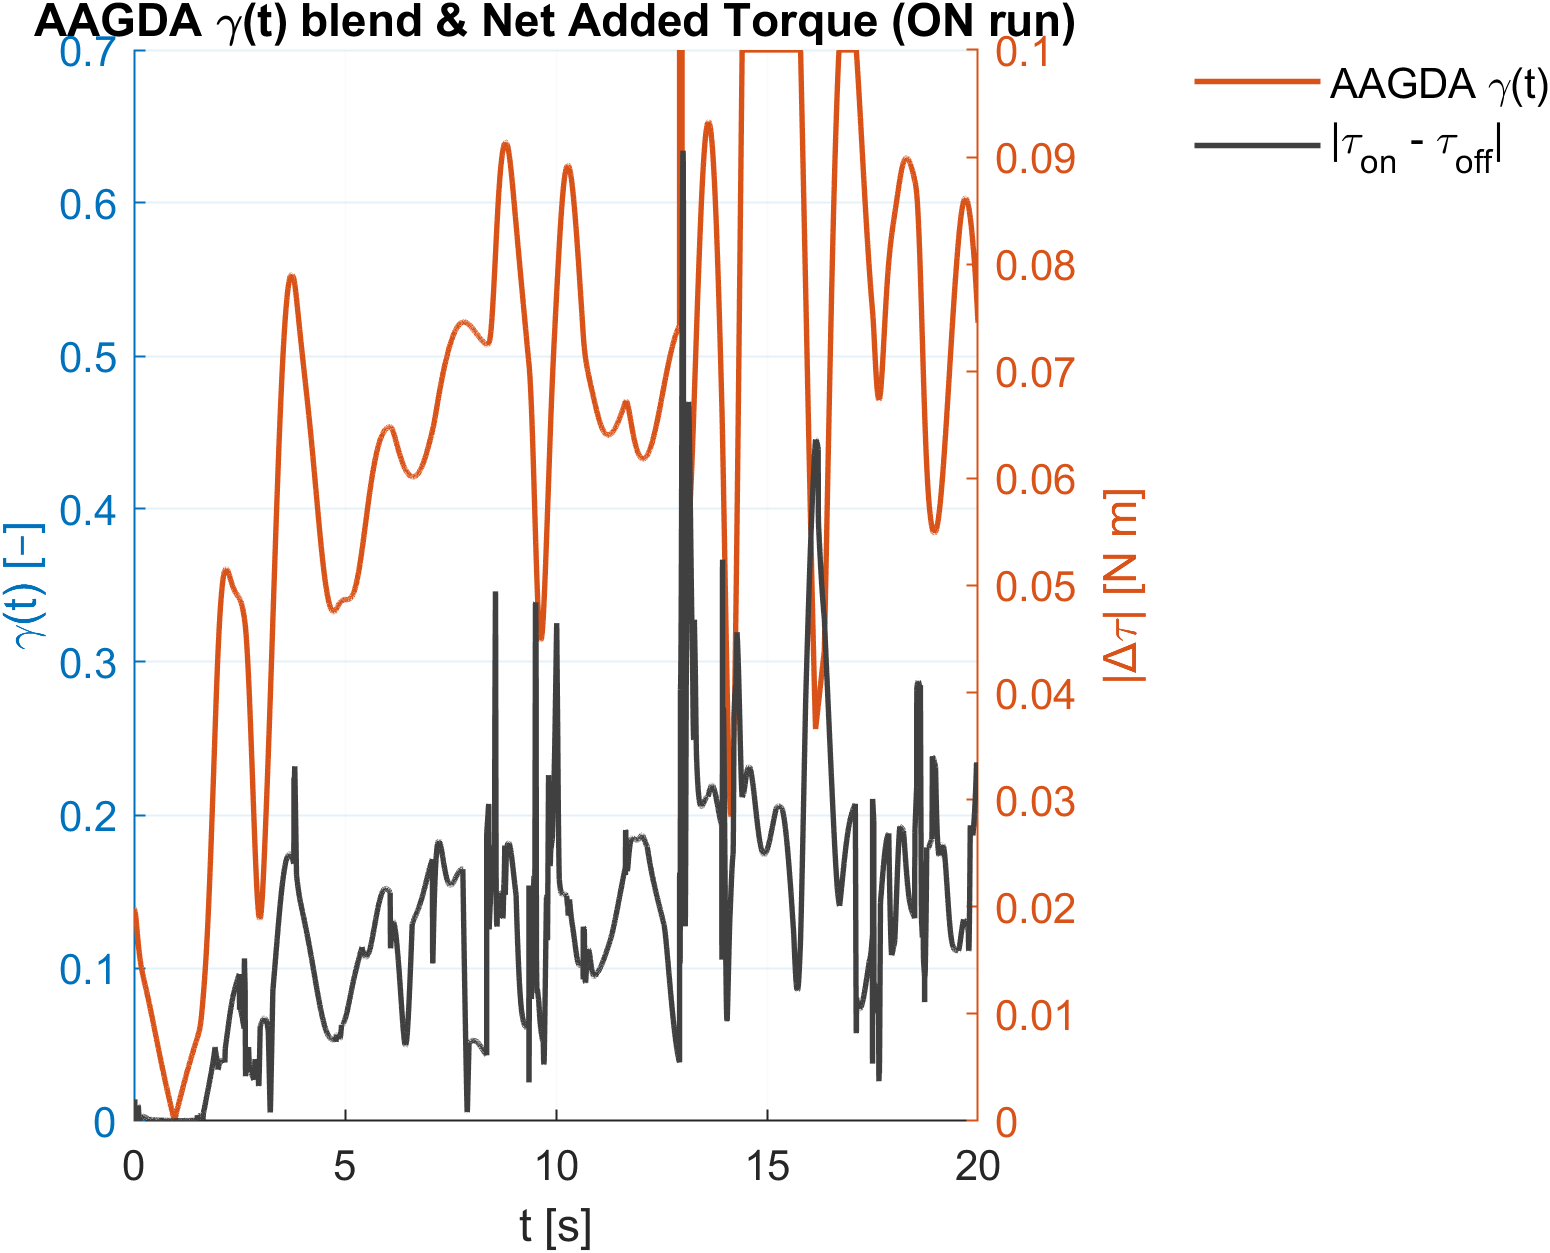 AAGDA γ(t) blend & Net Added Torque (ON run)
AAGDA γ(t)
|τon - τoff|
γ(t) [−]
0.7
0.6
0.5
0.4
0.3
0.2
0.1
0
0.1
0.09
0.08
0.07
0.06
0.05
0.04
0.03
0.02
0.01
0
|Δτ| [N m]
0 5 10 15 20
t [s]